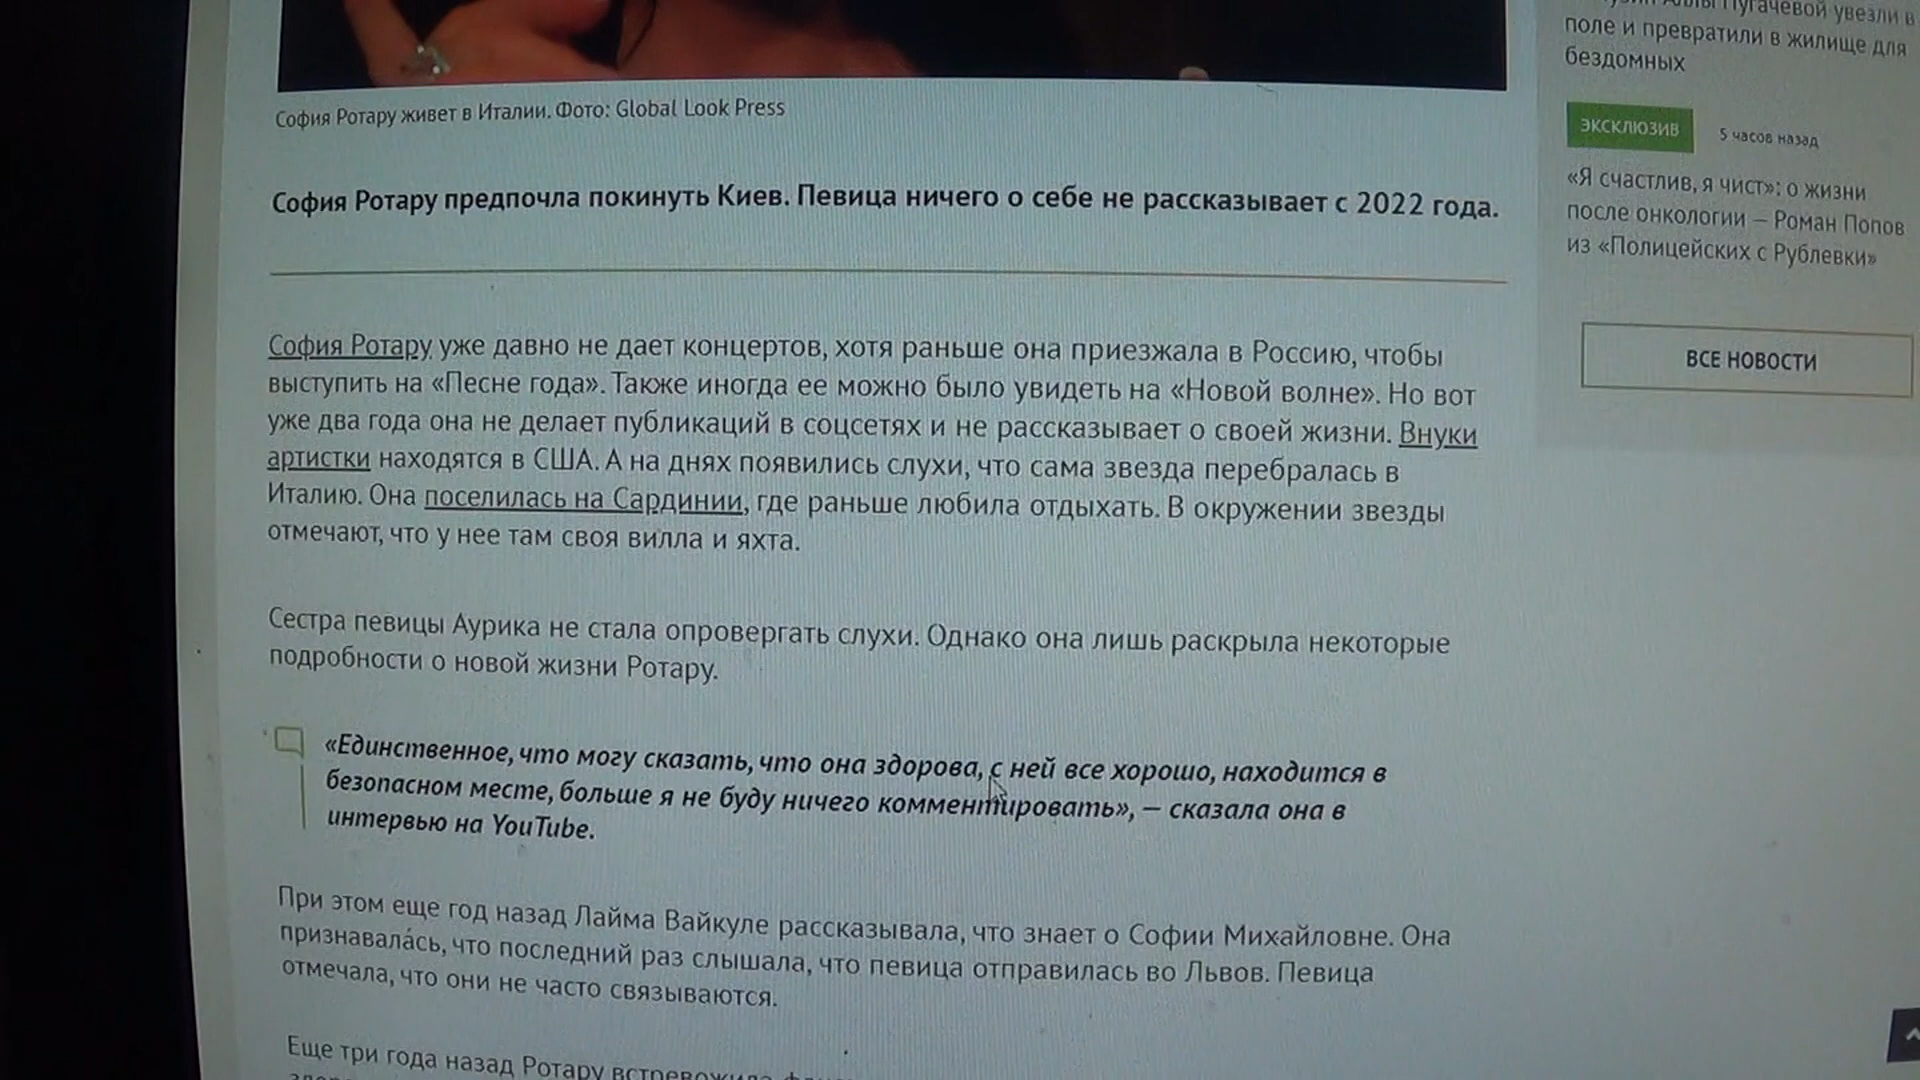 София Ротару живет в Италии. Фото: Global Look Press
София Ротару предпочла покинуть Киев. Певица ничего о себе не рассказывает с 2022 года.
София Ротару уже давно не дает концертов, хотя раньше она приезжала в Россию, чтобы
выступить на «Песне года». Также иногда ее можно было увидеть на «Новой волне». Но вот
уже два года она не делает публикаций в соцсетях и не рассказывает о своей жизни. Внуки
артистки находятся в США. А на днях появились слухи, что сама звезда перебралась в
Италию. Она поселилась на Сардинии, где раньше любила отдыхать. В окружении звезды
отмечают, что у нее там своя вилла и яхта.
Сестра певицы Аурика не стала опровергать слухи. Однако она лишь раскрыла некоторые
подробности о новой жизни Ротару.
«Единственное, что могу сказать, что она здорова, с ней все хорошо, находится в
безопасном месте, больше я не буду ничего комментировать», — сказала она в
интервью на YouTube.
При этом еще год назад Лайма Вайкуле рассказывала, что знает о Софии Михайловне. Она
признавала́сь, что последний раз слышала, что певица отправилась во Львов. Певица
отмечала, что они не часто связываются.
Еще три года назад Ротару встревожила
Пугачевой увезли в
поле и превратили в жилище для
бездомных
ЭКСКЛЮЗИВ 5 часов назад
«Я счастлив, я чист»: о жизни
после онкологии — Роман Попов
из «Полицейских с Рублевки»
ВСЕ НОВОСТИ